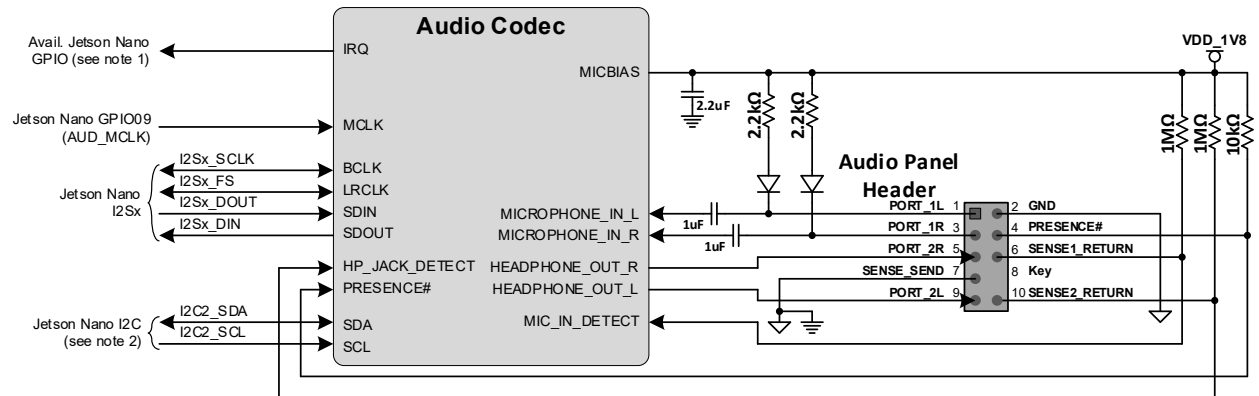 Audio Codec
Avail. Jetson Nano
GPIO (see note 1)
IRQ
MICBIAS
VDD_1V8
2.2uF
2.2kΩ
2.2kΩ
1MΩ
1MΩ
10kΩ
Jetson Nano GPIO09
(AUD_MCLK)
MCLK
Jetson Nano
I2Sx
I2Sx_SCLK
BCLK
I2Sx_FS
LRCLK
I2Sx_DOUT
SDIN
I2Sx_DIN
SDOUT
Audio Panel
Header
MICROPHONE_IN_L
1uF
PORT_1L 1
2 GND
MICROPHONE_IN_R
1uF
PORT_1R 3
4 PRESENCE#
HP_JACK_DETECT
HEADPHONE_OUT_R
PORT_2R 5
6 SENSE1_RETURN
SENSE_SEND 7
8 Key
PRESENCE#
HEADPHONE_OUT_L
PORT_2L 9
10 SENSE2_RETURN
MIC_IN_DETECT
Jetson Nano I2C
(see note 2)
I2C2_SDA
SDA
I2C2_SCL
SCL